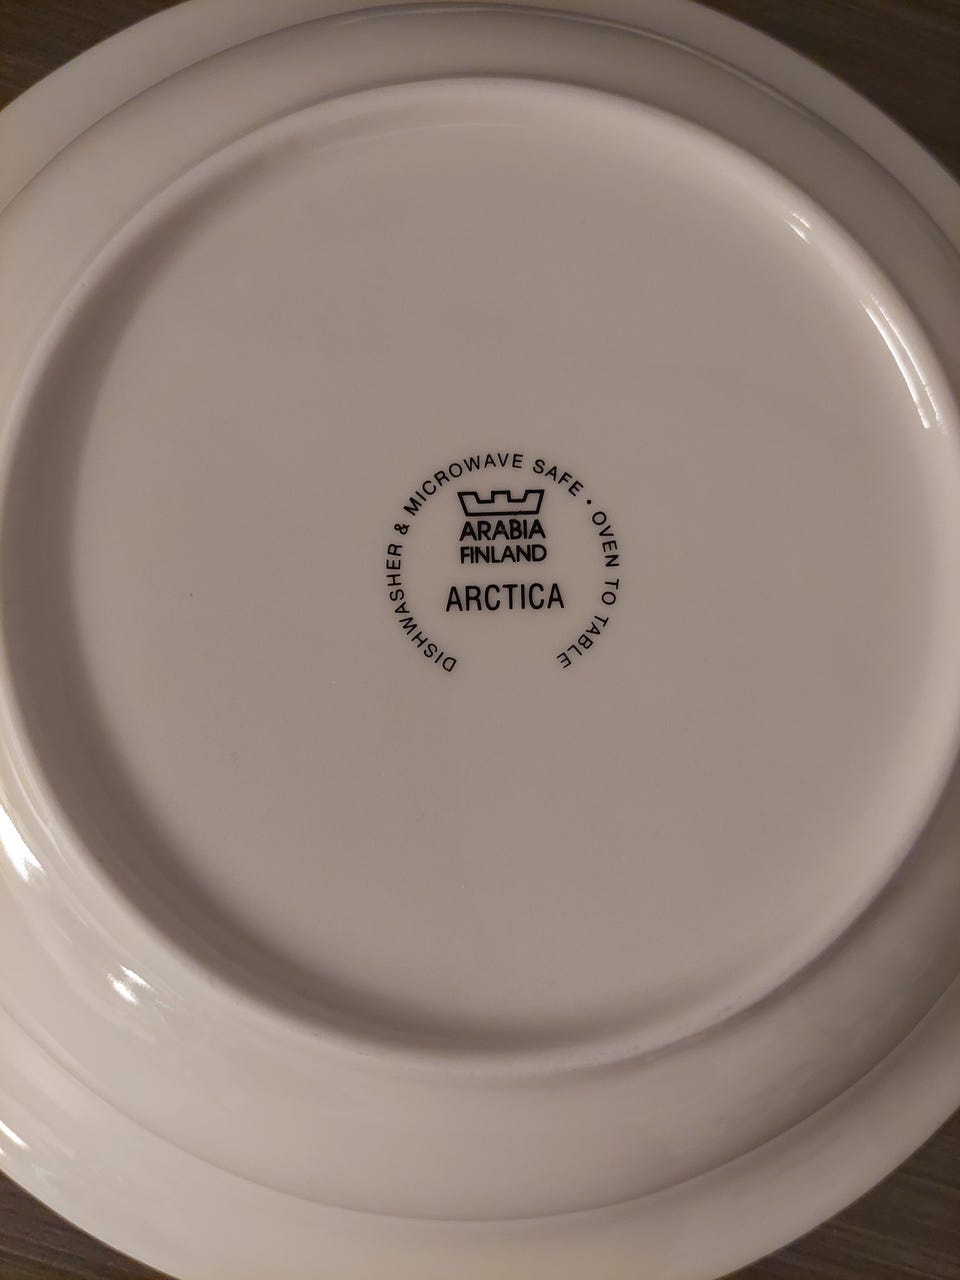 DISHWASHER & MICROWAVE SAFE • OVEN TO TABLE
ARABIA
FINLAND
ARCTICA